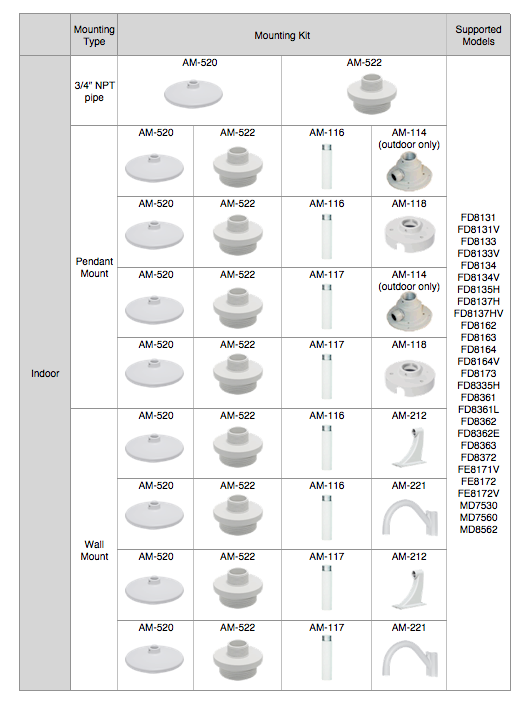 Mounting Type
Mounting Kit
Supported Models
Indoor
3/4" NPT pipe
AM-520
AM-522
Pendant Mount
AM-520
AM-522
AM-116
AM-114 (outdoor only)
AM-520
AM-522
AM-116
AM-118
AM-520
AM-522
AM-117
AM-114 (outdoor only)
AM-520
AM-522
AM-117
AM-118
Wall Mount
AM-520
AM-522
AM-116
AM-212
AM-520
AM-522
AM-116
AM-221
AM-520
AM-522
AM-117
AM-212
AM-520
AM-522
AM-117
AM-221
FD8131
FD8131V
FD8133
FD8133V
FD8134
FD8134V
FD8135H
FD8137H
FD8137HV
FD8162
FD8163
FD8164
FD8164V
FD8173
FD8335H
FD8361
FD8361L
FD8362
FD8362E
FD8363
FD8372
FE8171V
FE8172
FE8172V
MD7530
MD7560
MD8562